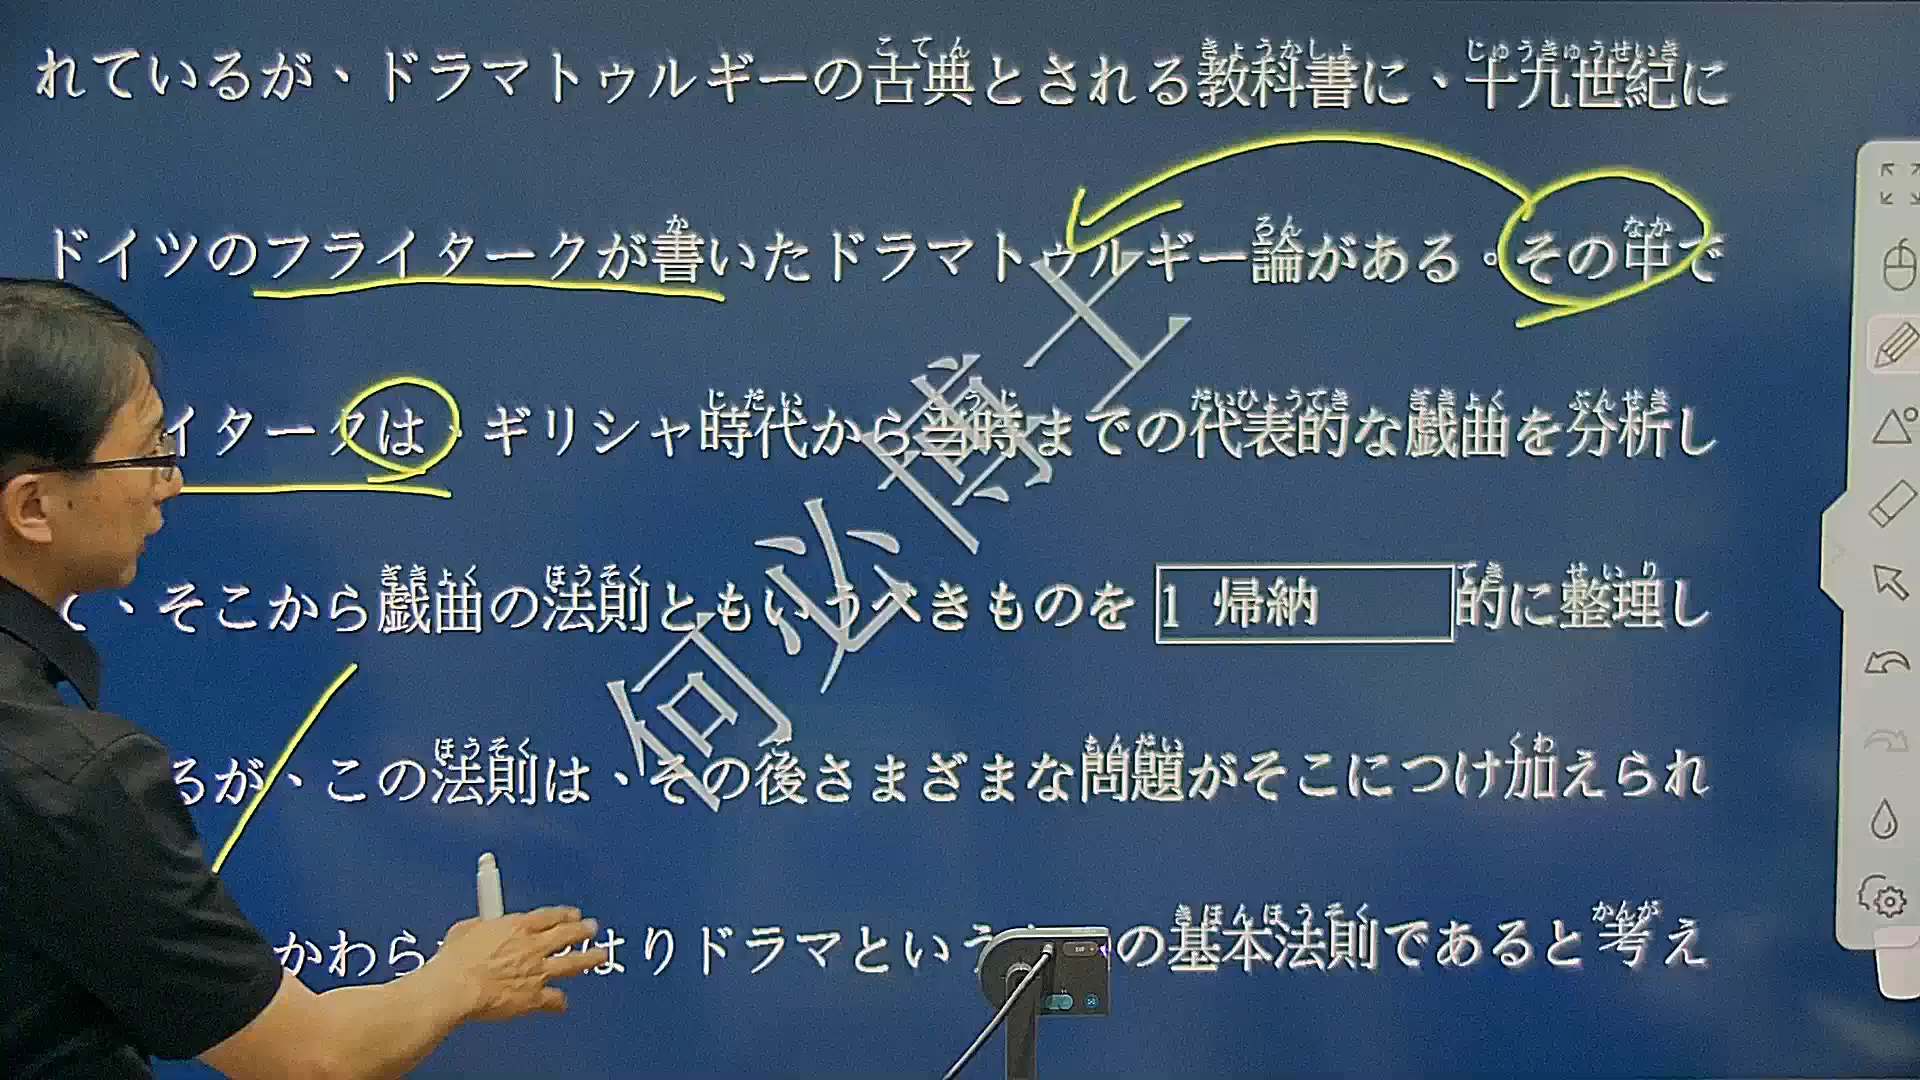 れているが、ドラマトゥルギーの古典とされる教科書に、十九世紀に
ドイツのフライタークが書いたドラマトゥルギー論がある。その中で
イタークは、ギリシャ時代から当時までの代表的な戯曲を分析し
て、そこから戯曲の法則ともいうべきものを 1 帰納 的に整理し
るが、この法則は、その後さまざまな問題がそこにつけ加えられ
かわら はりドラマという の基本法則であると考え
何必博士